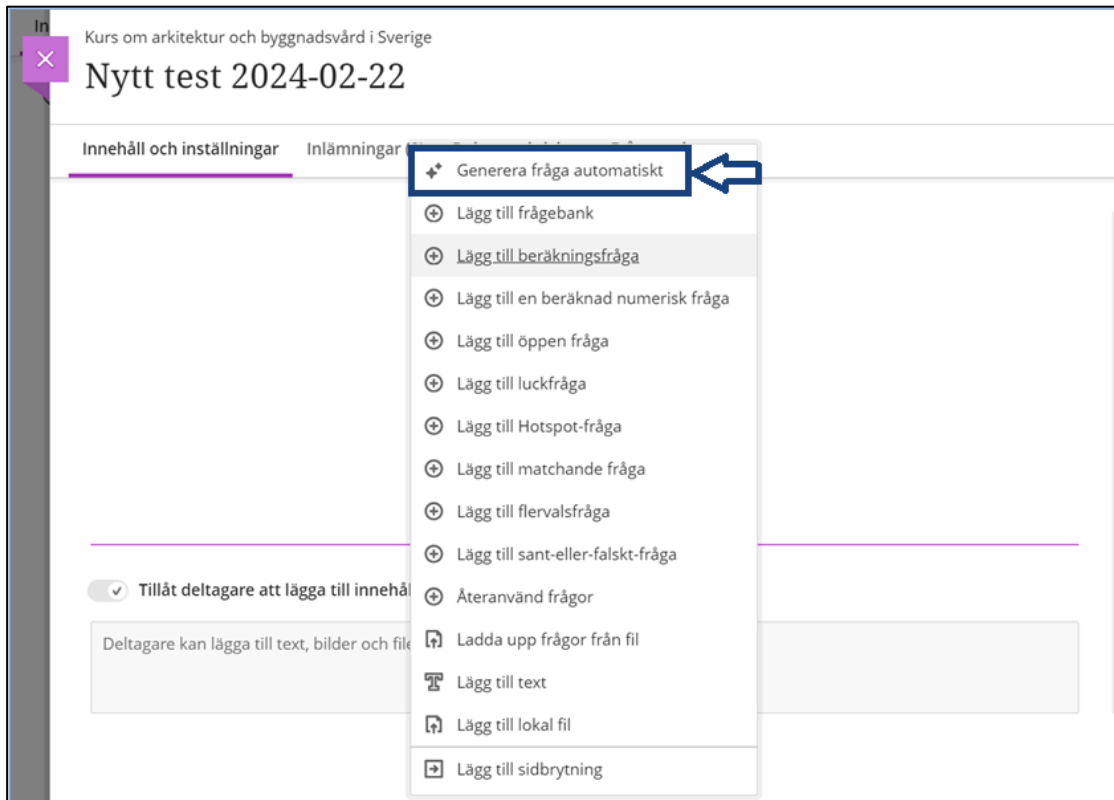 In
Kurs om arkitektur och byggnadsvård i Sverige
Nytt test 2024-02-22
Innehåll och inställningar Inlämningar
Generera fråga automatiskt
Lägg till frågebank
Lägg till beräkningsfråga
Lägg till en beräknad numerisk fråga
Lägg till öppen fråga
Lägg till luckfråga
Lägg till Hotspot-fråga
Lägg till matchande fråga
Lägg till flervalsfråga
Lägg till sant-eller-falskt-fråga
Tillåt deltagare att lägga till innehål
Återanvänd frågor
Deltagare kan lägga till text, bilder och file
Ladda upp frågor från fil
Lägg till text
Lägg till lokal fil
Lägg till sidbrytning